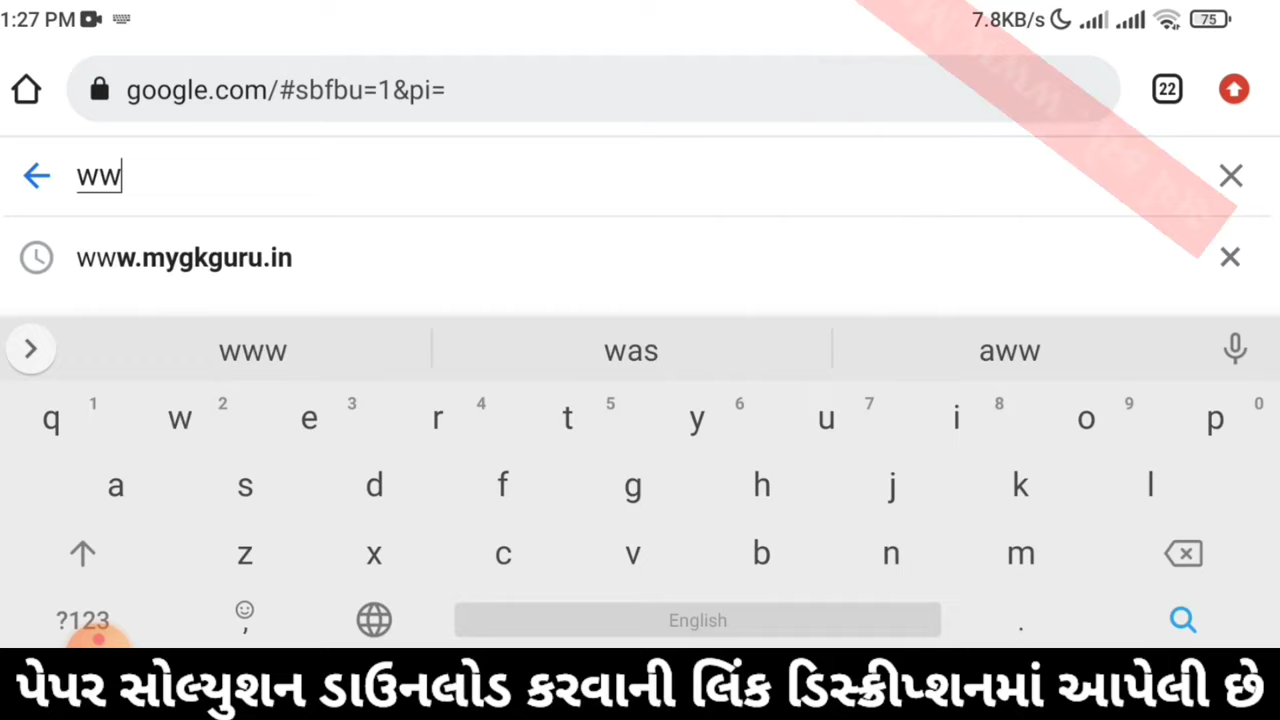 1:27 PM 7.8KB/s 75
google.com/#sbfbu=1&pi= 22
ww
www.mygkguru.in
www was aww
q 1 w 2 e 3 r 4 t 5 y 6 u 7 i 8 o 9 p 0
a s d f g h j k l
z x c v b n m
?123 , English .
પેપર સોલ્યુશન ડાઉનલોડ કરવાની લિંક ડિસ્ક્રીપ્શનમાં આપેલી છે